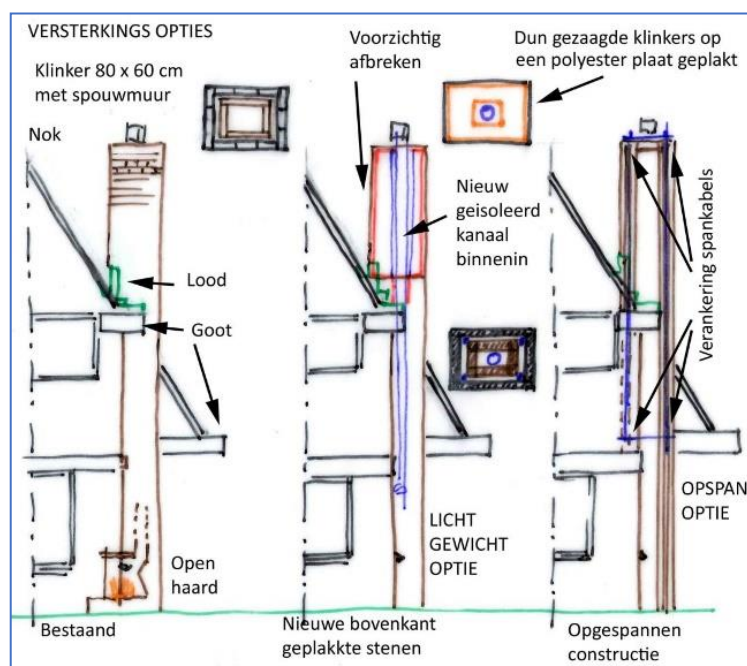 VERSTERKINGS OPTIES
Klinker 80 x 60 cm
met spouwmuur
Nok
Lood
Goot
Open
haard
Bestaand
Voorzichtig
afbreken
Dun gezaagde klinkers op
een polyester plaat geplakt
Nieuw
geisoleerd
kanaal
binnenin
LICHT
GEWICHT
OPTIE
Nieuwe bovenkant
geplakkte stenen
Verankering spankabels
OPSPAN
OPTIE
Opgespannen
constructie